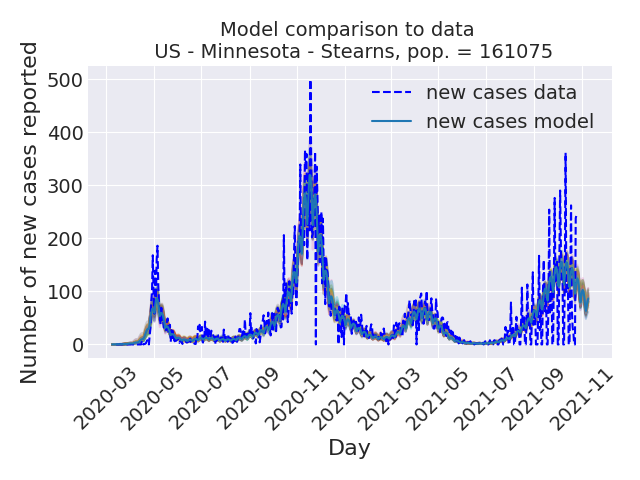 Model comparison to data
US - Minnesota - Stearns, pop. = 161075
Number of new cases reported
500
400
300
200
100
0
new cases data
new cases model
2020-03
2020-05
2020-07
2020-09
2020-11
2021-01
2021-03
2021-05
2021-07
2021-09
2021-11
Day